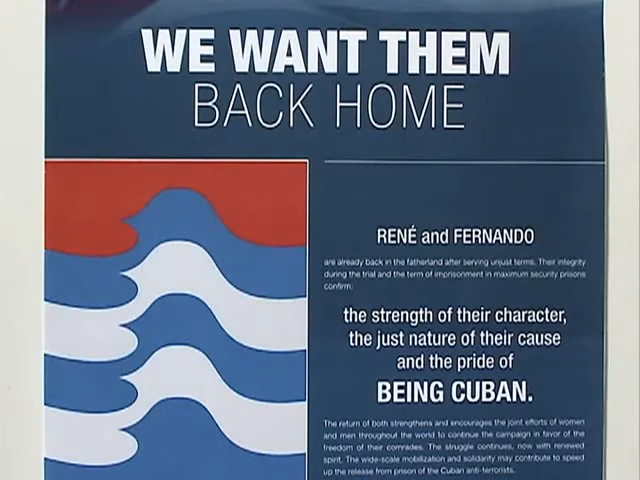 WE WANT THEM
BACK HOME
RENÉ and FERNANDO
are already back in the fatherland after serving unjust terms. Their integrity
during the trial and the term of imprisonment in maximum security prisons
confirm:
the strength of their character,
the just nature of their cause
and the pride of
BEING CUBAN.
The return of both strengthens and encourages the joint efforts of women
and men throughout the world to continue the campaign in favor of the
freedom of their comrades. The struggle continues, now with renewed
spirit. The wide-scale mobilization and solidarity may contribute to speed
up the release from prison of the Cuban anti-terrorists.